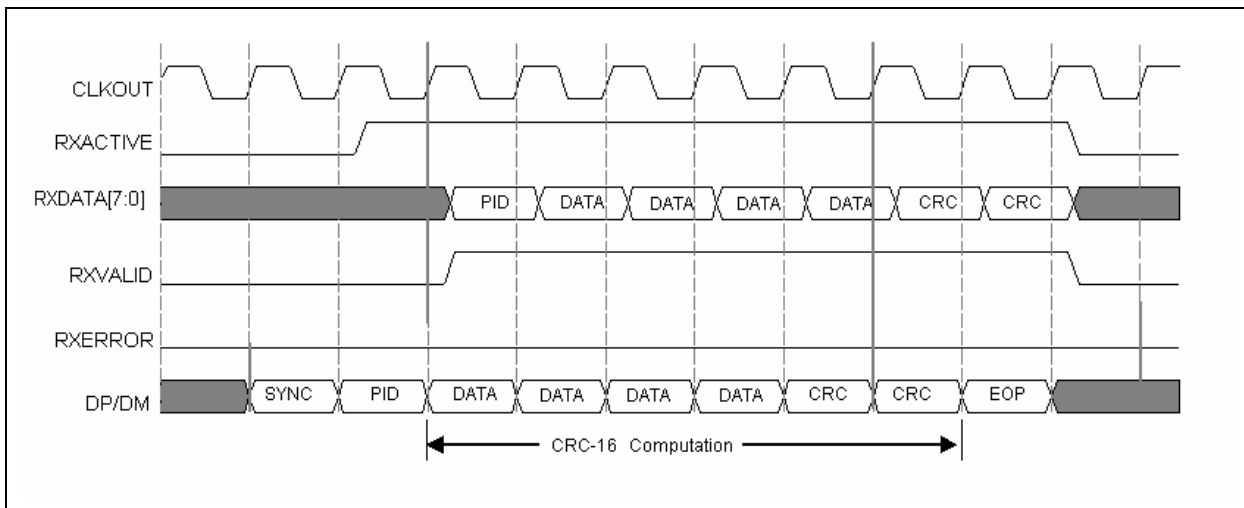 CLKOUT
RXACTIVE
RXDATA[7:0] PID DATA DATA DATA DATA CRC CRC
RXVALID
RXERROR
DP/DM SYNC PID DATA DATA DATA DATA CRC CRC EOP
CRC-16 Computation